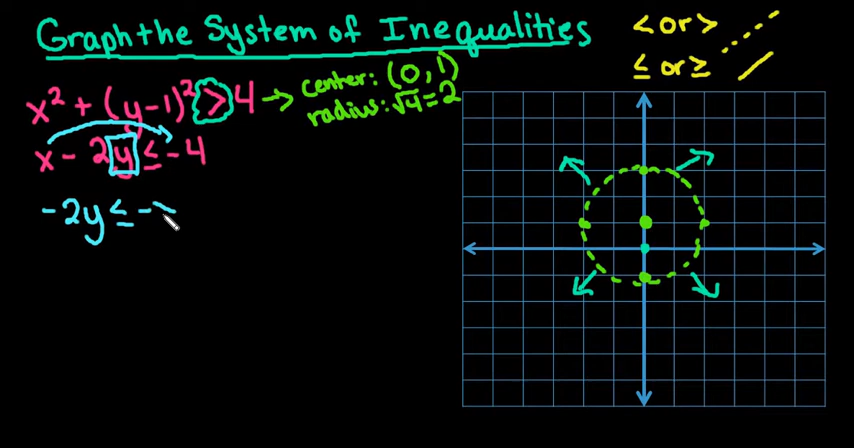 Graph the System of Inequalities
< or >
≤ or ≥
x² + (y-1)² > 4 → center: (0, 1)
radius: √4 = 2
x - 2y ≤ -4
-2y ≤ -